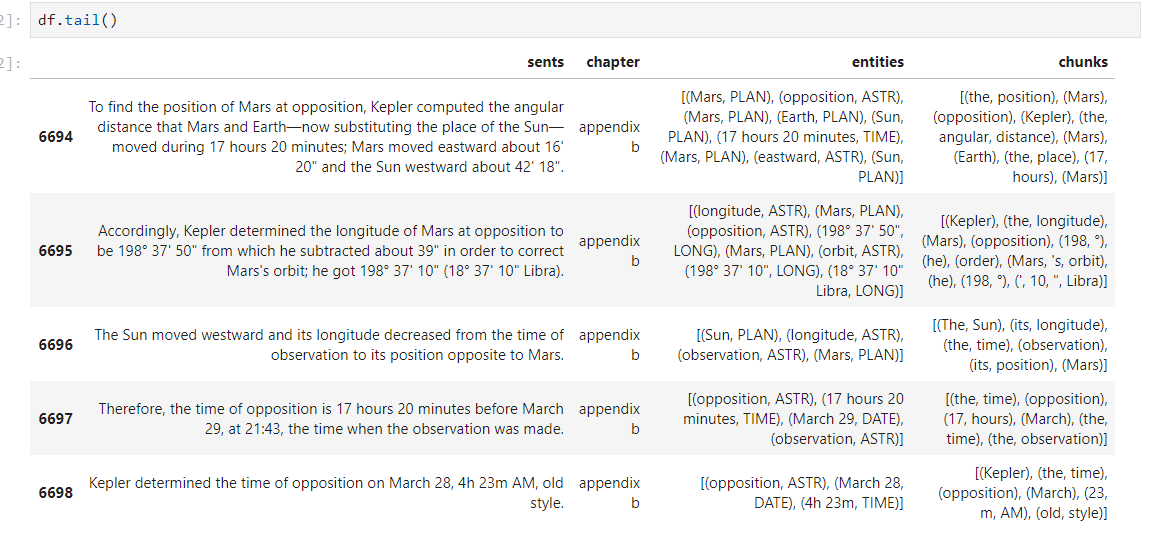 2]: df.tail()
2]: sents chapter entities chunks
6694 To find the position of Mars at opposition, Kepler computed the angular distance that Mars and Earth—now substituting the place of the Sun—moved during 17 hours 20 minutes; Mars moved eastward about 16' 20" and the Sun westward about 42' 18". appendix b [(Mars, PLAN), (opposition, ASTR), (Mars, PLAN), (Earth, PLAN), (Sun, PLAN), (17 hours 20 minutes, TIME), (Mars, PLAN), (eastward, ASTR), (Sun, PLAN)] [(the, position), (Mars), (opposition), (Kepler), (the, angular, distance), (Mars), (Earth), (the, place), (17, hours), (Mars)]
6695 Accordingly, Kepler determined the longitude of Mars at opposition to be 198° 37' 50" from which he subtracted about 39" in order to correct Mars's orbit; he got 198° 37' 10" (18° 37' 10" Libra). appendix b [(longitude, ASTR), (Mars, PLAN), (opposition, ASTR), (198° 37' 50", LONG), (Mars, PLAN), (orbit, ASTR), (198° 37' 10", LONG), (18° 37' 10" Libra, LONG)] [(Kepler), (the, longitude), (Mars), (opposition), (198, °), (he), (order), (Mars, 's, orbit), (he), (198, °), (', 10, ", Libra)]
6696 The Sun moved westward and its longitude decreased from the time of observation to its position opposite to Mars. appendix b [(Sun, PLAN), (longitude, ASTR), (observation, ASTR), (Mars, PLAN)] [(The, Sun), (its, longitude), (the, time), (observation), (its, position), (Mars)]
6697 Therefore, the time of opposition is 17 hours 20 minutes before March 29, at 21:43, the time when the observation was made. appendix b [(opposition, ASTR), (17 hours 20 minutes, TIME), (March 29, DATE), (observation, ASTR)] [(the, time), (opposition), (17, hours), (March), (the, time), (the, observation)]
6698 Kepler determined the time of opposition on March 28, 4h 23m AM, old style. appendix b [(opposition, ASTR), (March 28, DATE), (4h 23m, TIME)] [(Kepler), (the, time), (opposition), (March), (23, m, AM), (old, style)]